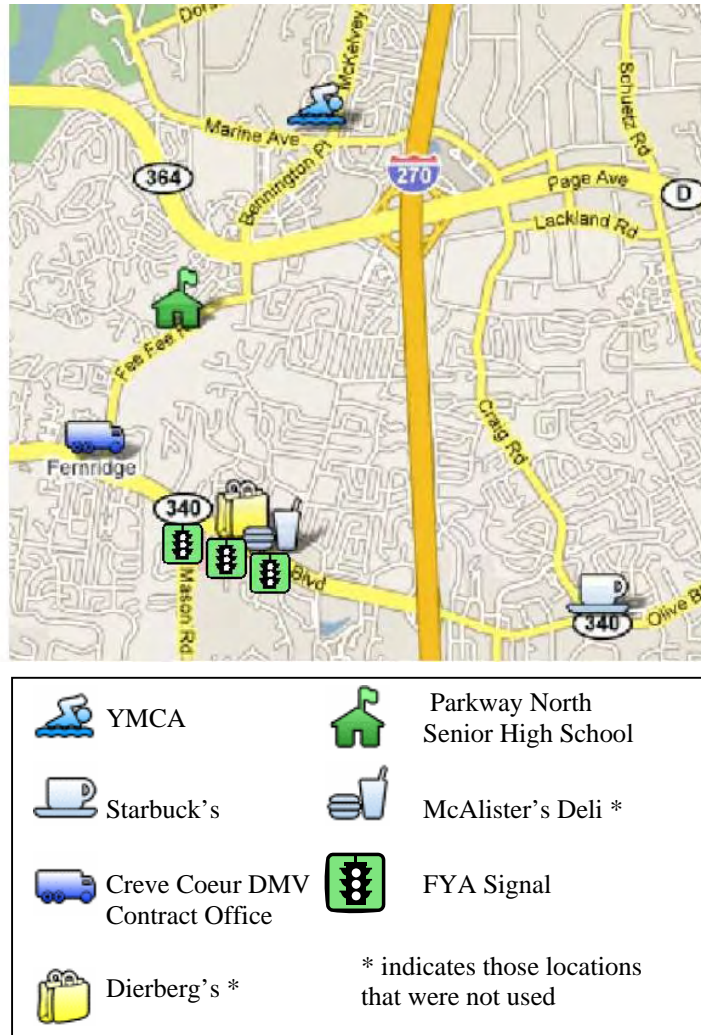 McKelvey
Marine Ave
Schuetz Rd
364
Bennington Pl
270
Page Ave
D
Lackland Rd
Fee Fee
Craig Rd
Fernridge
340
Mason Rd
Blvd
340
Olive B
YMCA
Parkway North
Senior High School
Starbuck's
McAlister's Deli *
Creve Coeur DMV
Contract Office
FYA Signal
Dierberg's *
* indicates those locations
that were not used